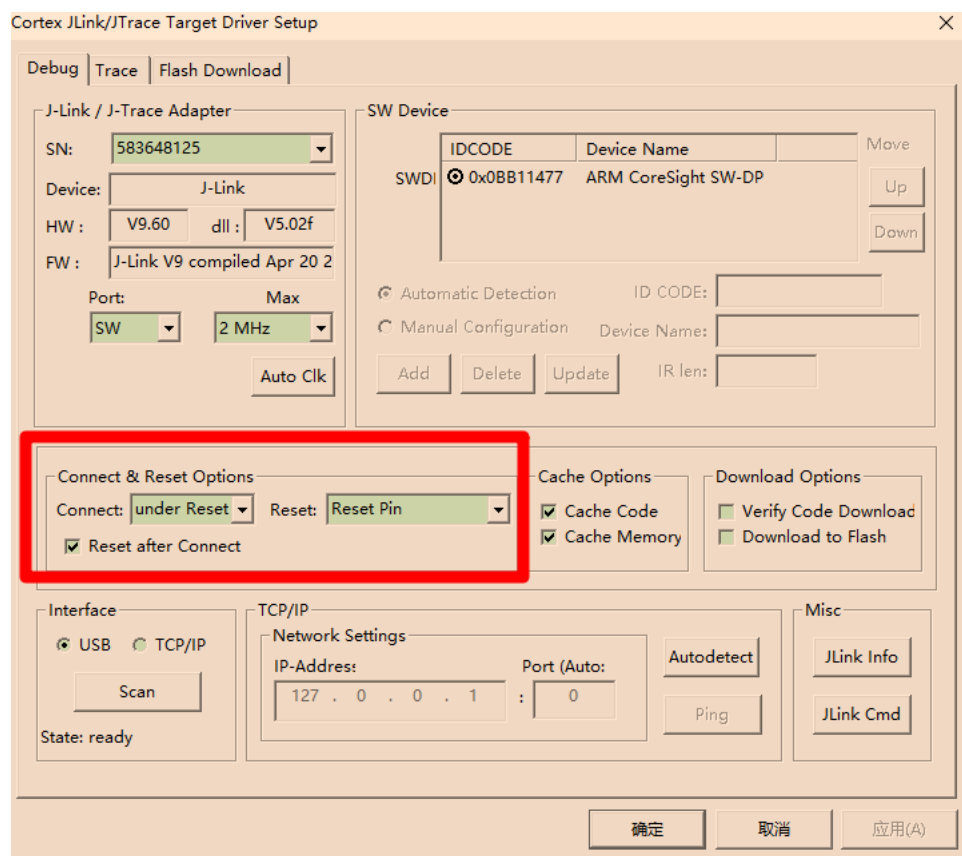 Cortex JLink/JTrace Target Driver Setup
Debug Trace Flash Download
J-Link / J-Trace Adapter
SN: 583648125
Device: J-Link
HW : V9.60 dll : V5.02f
FW : J-Link V9 compiled Apr 20 2
Port: Max
SW 2 MHz
Auto Clk
SW Device
IDCODE Device Name Move
SWDI 0x0BB11477 ARM CoreSight SW-DP Up
Down
Automatic Detection ID CODE:
Manual Configuration Device Name:
Add Delete Update IR len:
Connect & Reset Options
Connect: under Reset Reset: Reset Pin
Reset after Connect
Cache Options
Cache Code
Cache Memory
Download Options
Verify Code Download
Download to Flash
Interface
USB TCP/IP
Scan
State: ready
TCP/IP
Network Settings
IP-Address: Port (Auto:
127 . 0 . 0 . 1 : 0
Autodetect
Ping
Misc
JLink Info
JLink Cmd
确定 取消 应用(A)